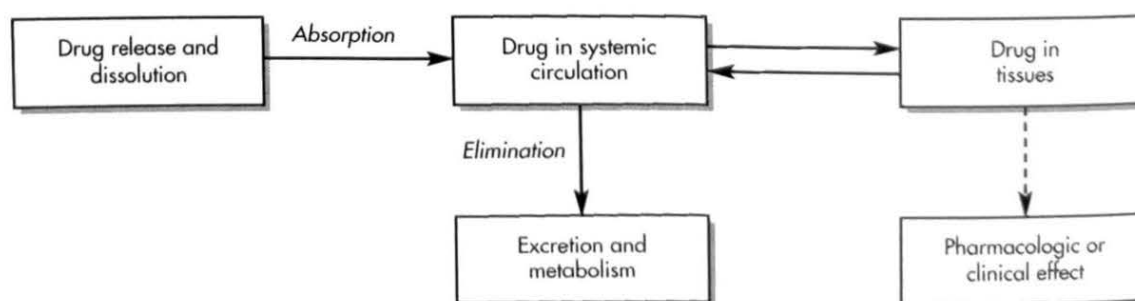 Drug release and
dissolution
Absorption
Drug in systemic
circulation
Drug in
tissues
Elimination
Excretion and
metabolism
Pharmacologic or
clinical effect